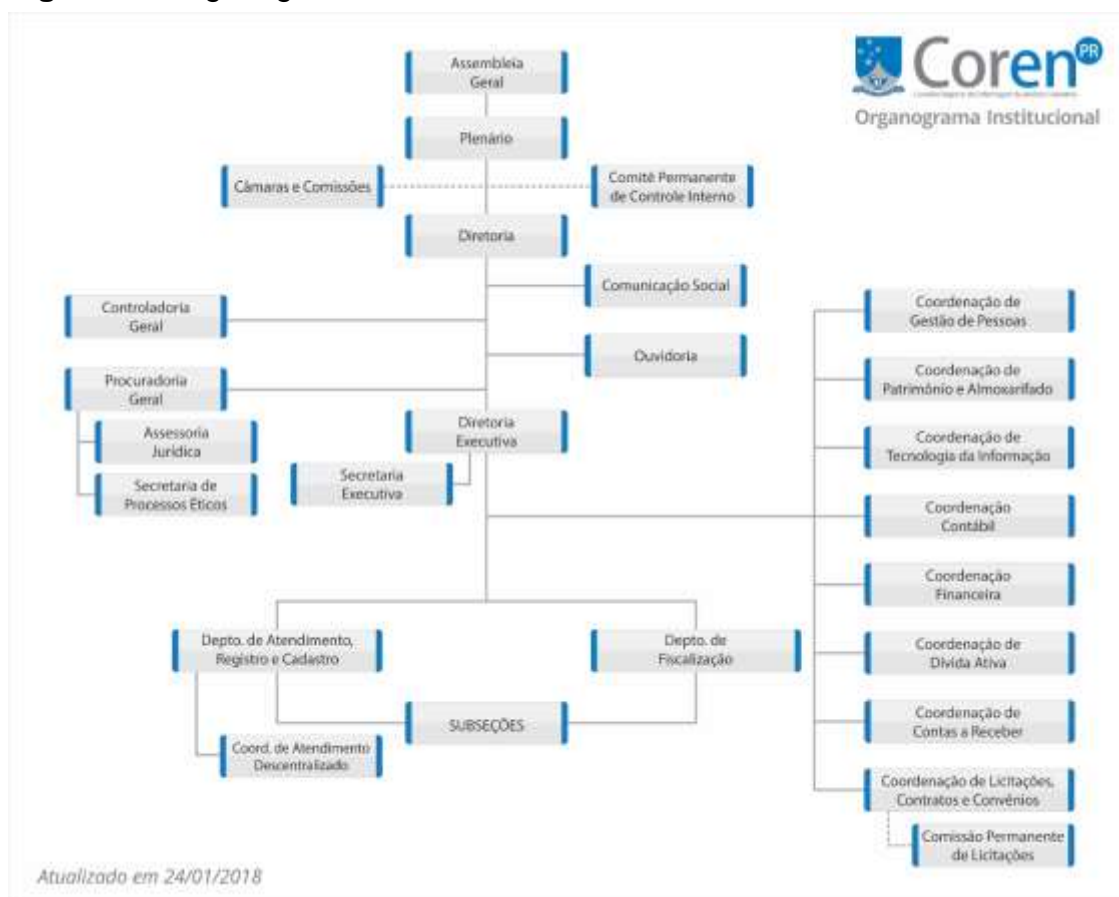 Coren PR
Organograma Institucional
Assembleia
Geral
Plenário
Câmaras e Comissões
Comitê Permanente
de Controle Interno
Diretoria
Comunicação Social
Controladoria
Geral
Ouvidoria
Procuradoria
Geral
Assessoria
Jurídica
Secretaria de
Processos Éticos
Diretoria
Executiva
Secretaria
Executiva
Coordenação de
Gestão de Pessoas
Coordenação de
Patrimônio e Almoxarifado
Coordenação de
Tecnologia da Informação
Coordenação
Contábil
Coordenação
Financeira
Coordenação de
Dívida Ativa
Coordenação de
Contas a Receber
Coordenação de Licitações,
Contratos e Convênios
Comissão Permanente
de Licitações
Depto. de Atendimento,
Registro e Cadastro
Depto. de
Fiscalização
SUBSEÇÕES
Coord. de Atendimento
Descentralizado
Atualizado em 24/01/2018